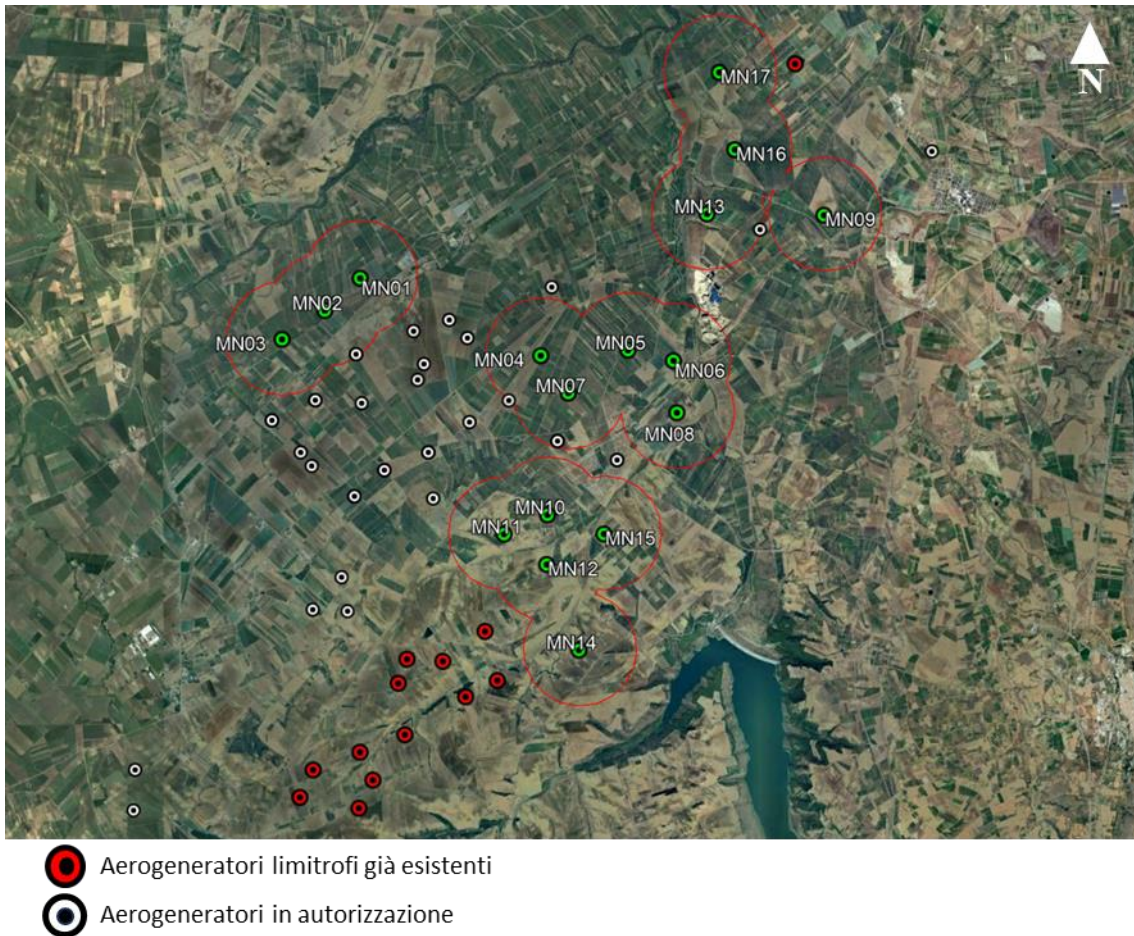 N
MN17
MN16
MN13
MN09
MN01
MN02
MN03
MN04
MN05
MN06
MN07
MN08
MN10
MN11
MN15
MN12
MN14
Aerogeneratori limitrofi già esistenti
Aerogeneratori in autorizzazione